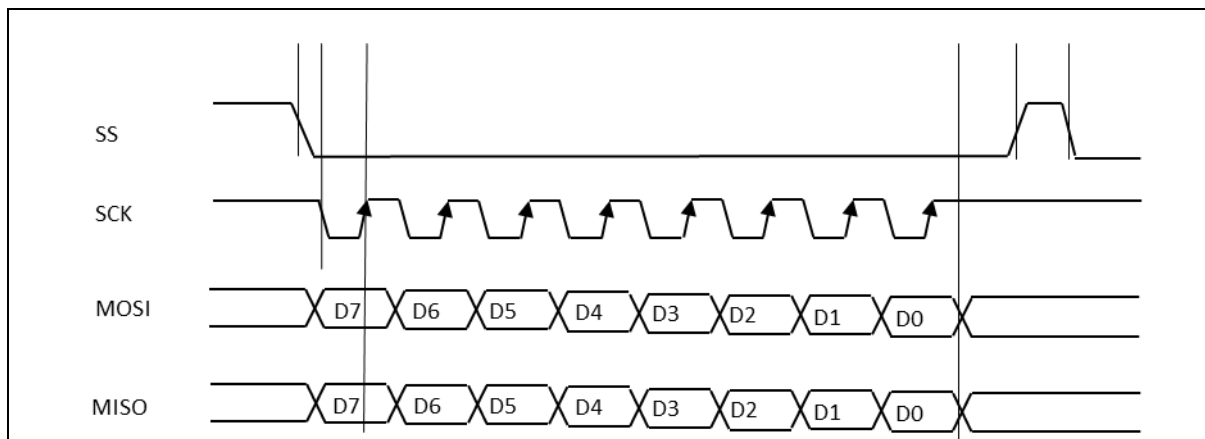 SS
SCK
MOSI D7 D6 D5 D4 D3 D2 D1 D0
MISO D7 D6 D5 D4 D3 D2 D1 D0